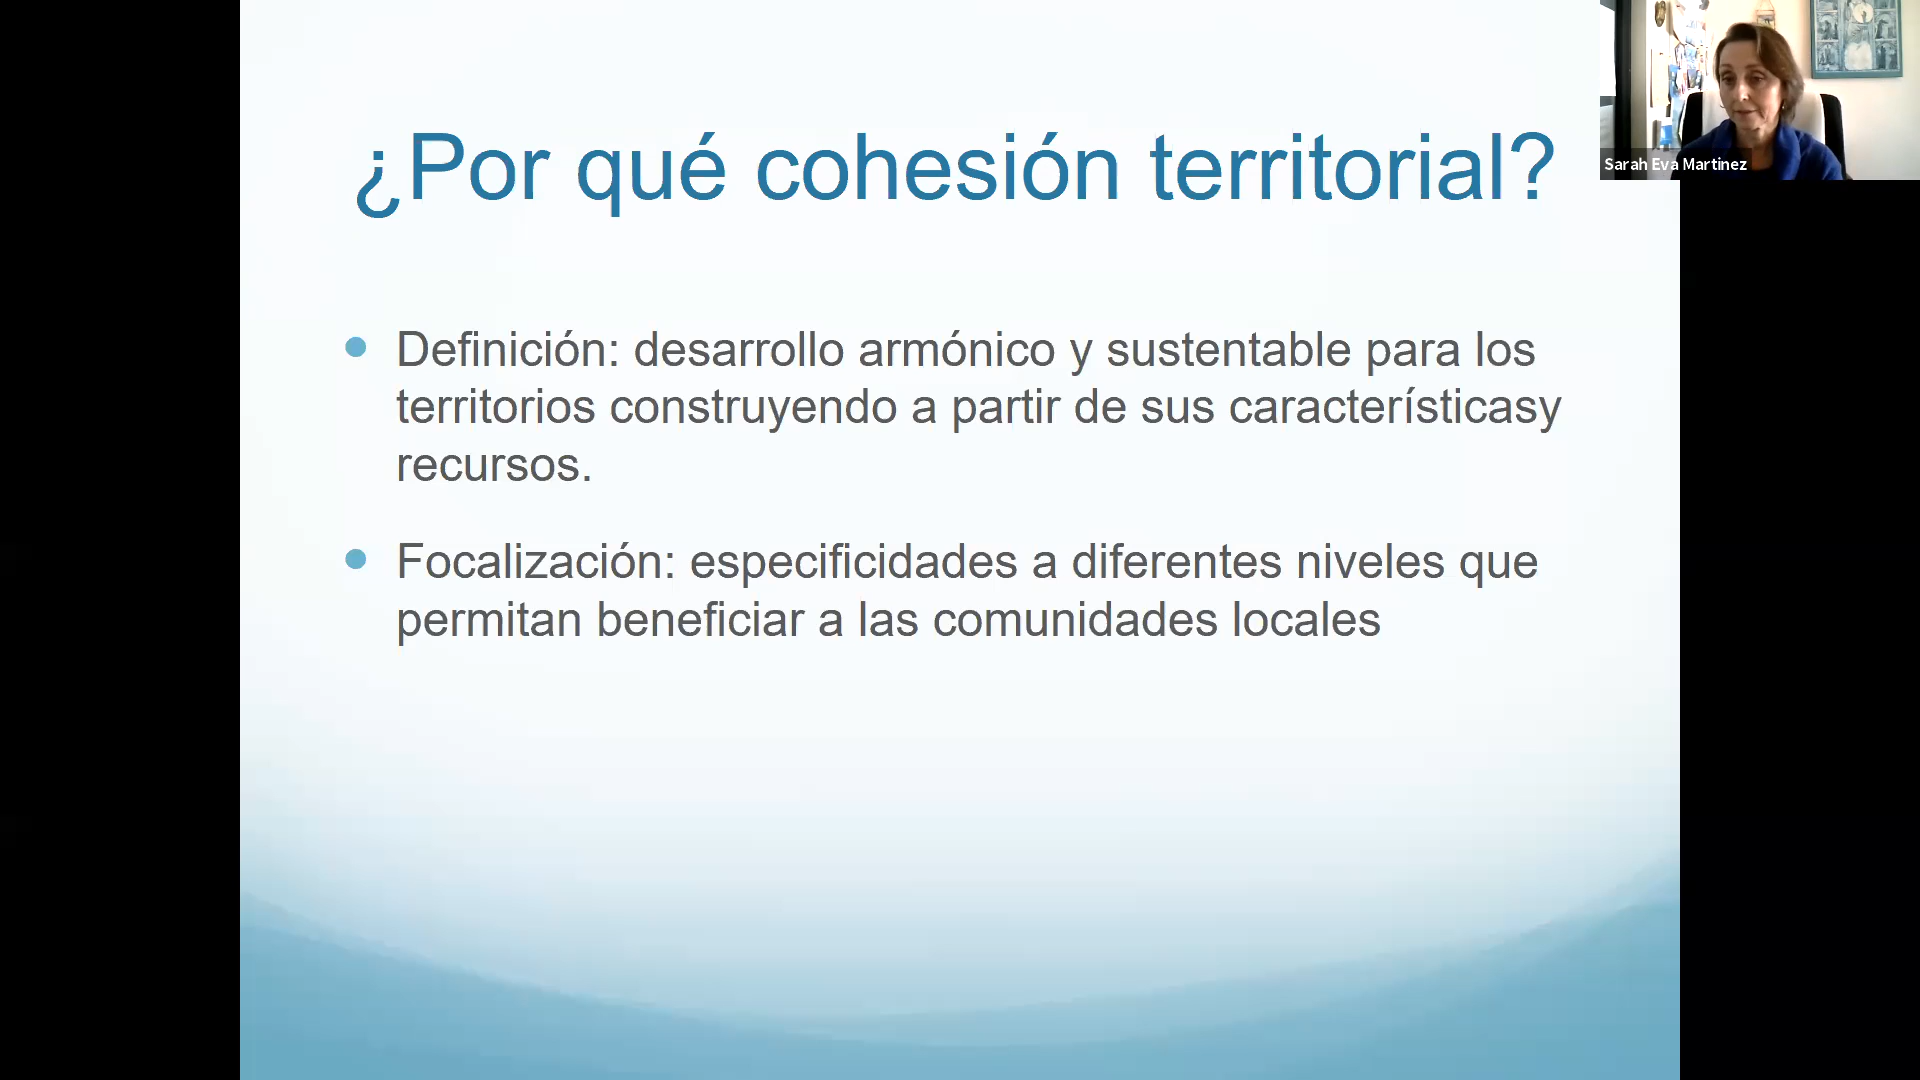 ¿Por qué cohesión territorial?
Sarah Eva Martinez
Definición: desarrollo armónico y sustentable para los
territorios construyendo a partir de sus característicasy
recursos.
Focalización: especificidades a diferentes niveles que
permitan beneficiar a las comunidades locales